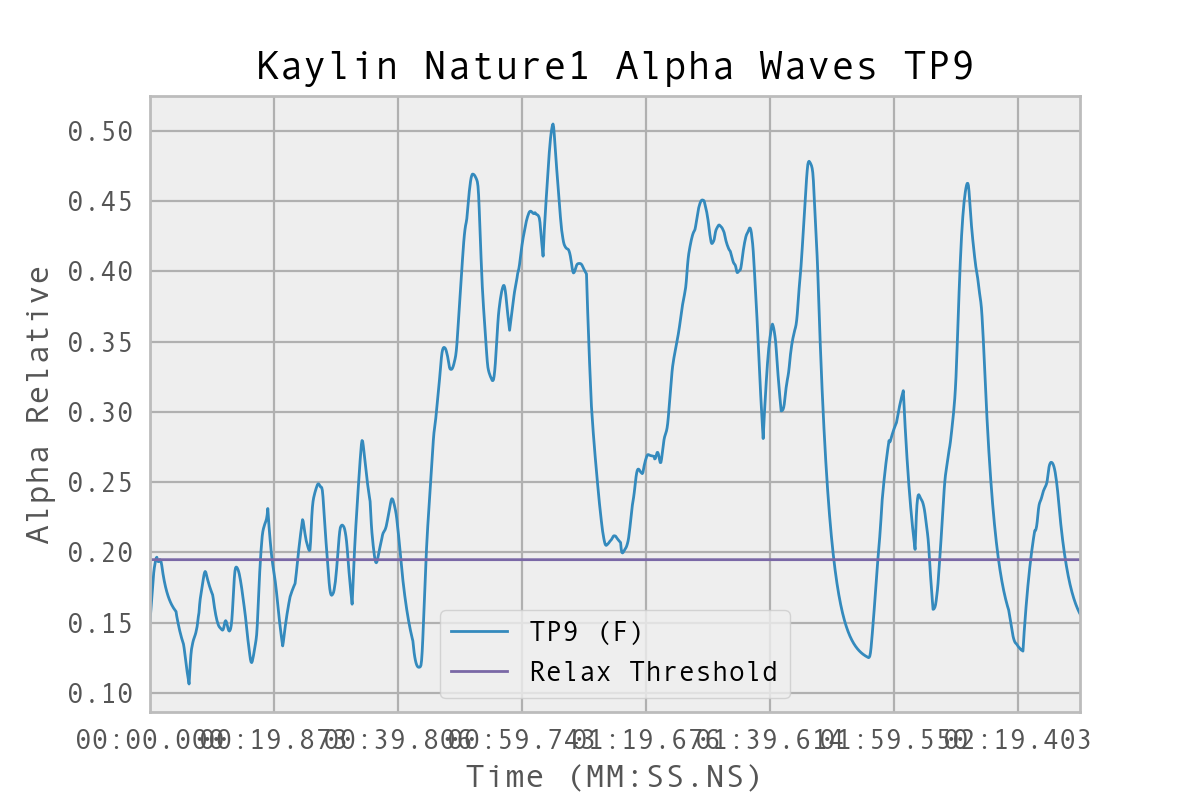 Kaylin Nature1 Alpha Waves TP9
0.50
0.45
0.40
0.35
0.30
0.25
0.20
0.15
0.10
Alpha Relative
TP9 (F)
Relax Threshold
00:00.000 00:19.873 00:39.806 00:59.743 01:19.676 01:39.614 01:59.550 02:19.403
Time (MM:SS.NS)